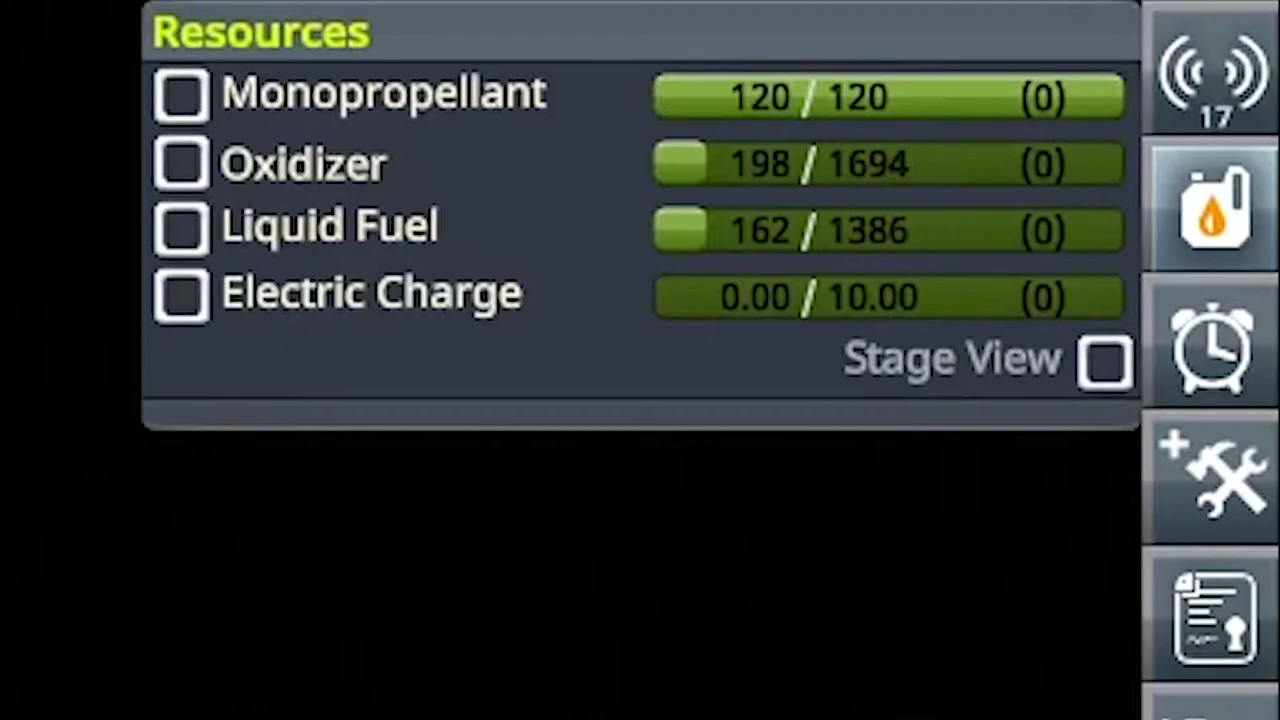 Resources
Monopropellant 120 / 120 (0)
Oxidizer 198 / 1694 (0)
Liquid Fuel 162 / 1386 (0)
Electric Charge 0.00 / 10.00 (0)
Stage View
17